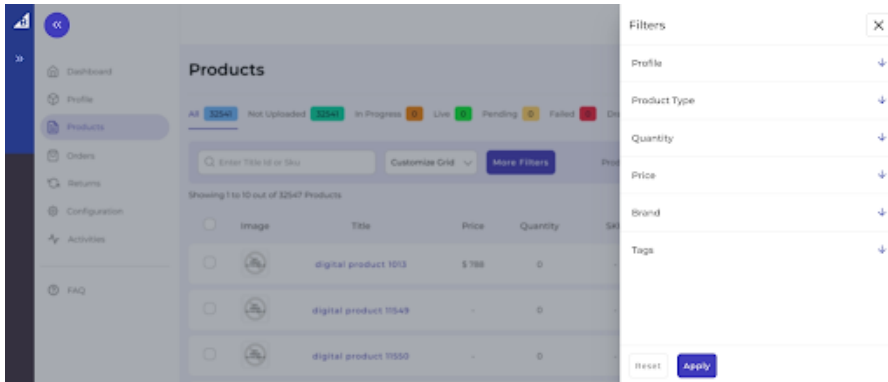 Filters
Profile
Product Type
Quantity
Price
Brand
Tags
Reset Apply
Dashboard
Profile
Products
Orders
Returns
Configuration
Activities
FAQ
Products
All 32541 Not Uploaded 32541 In Progress 0 Live 0 Pending 0 Failed 0
Enter Title Id or Sku Customize Grid More Filters
Showing 1 to 10 out of 32547 Products
Image Title Price Quantity
digital product 1013 $ 786 0
digital product 11549 - 0 -
digital product 11550 - 0 -